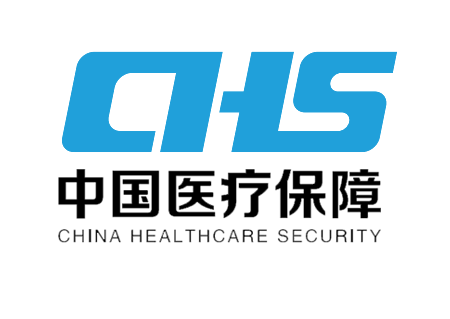 CHS
中国医疗保障
CHINA HEALTHCARE SECURITY